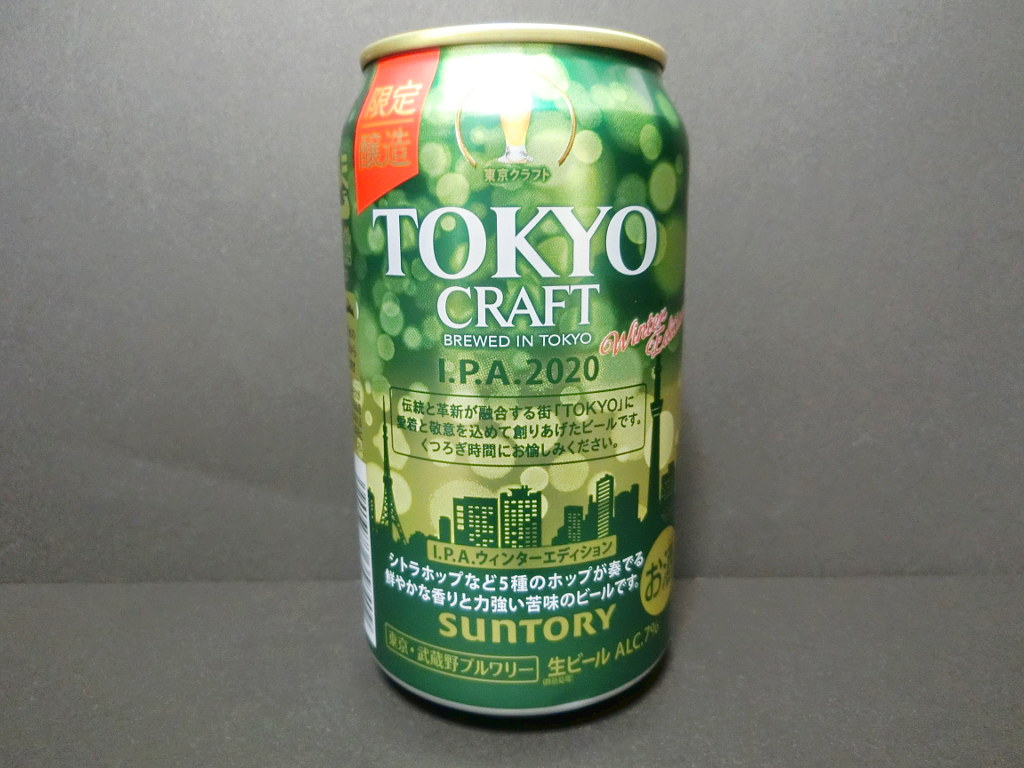 限定
醸造
東京クラフト
TOKYO
CRAFT
BREWED IN TOKYO
Winter
I.P.A.2020
伝統と革新が融合する街「TOKYO」に
愛着と敬意を込めて創りあげたビールです。
くつろぎ時間にお愉しみください。
I.P.A.ウィンターエディション
シトラホップなど5種のホップが奏でる
鮮やかな香りと力強い苦味のビールです。
お酒
SUNTORY
東京・武蔵野ブルワリー
生ビール ALC.7%